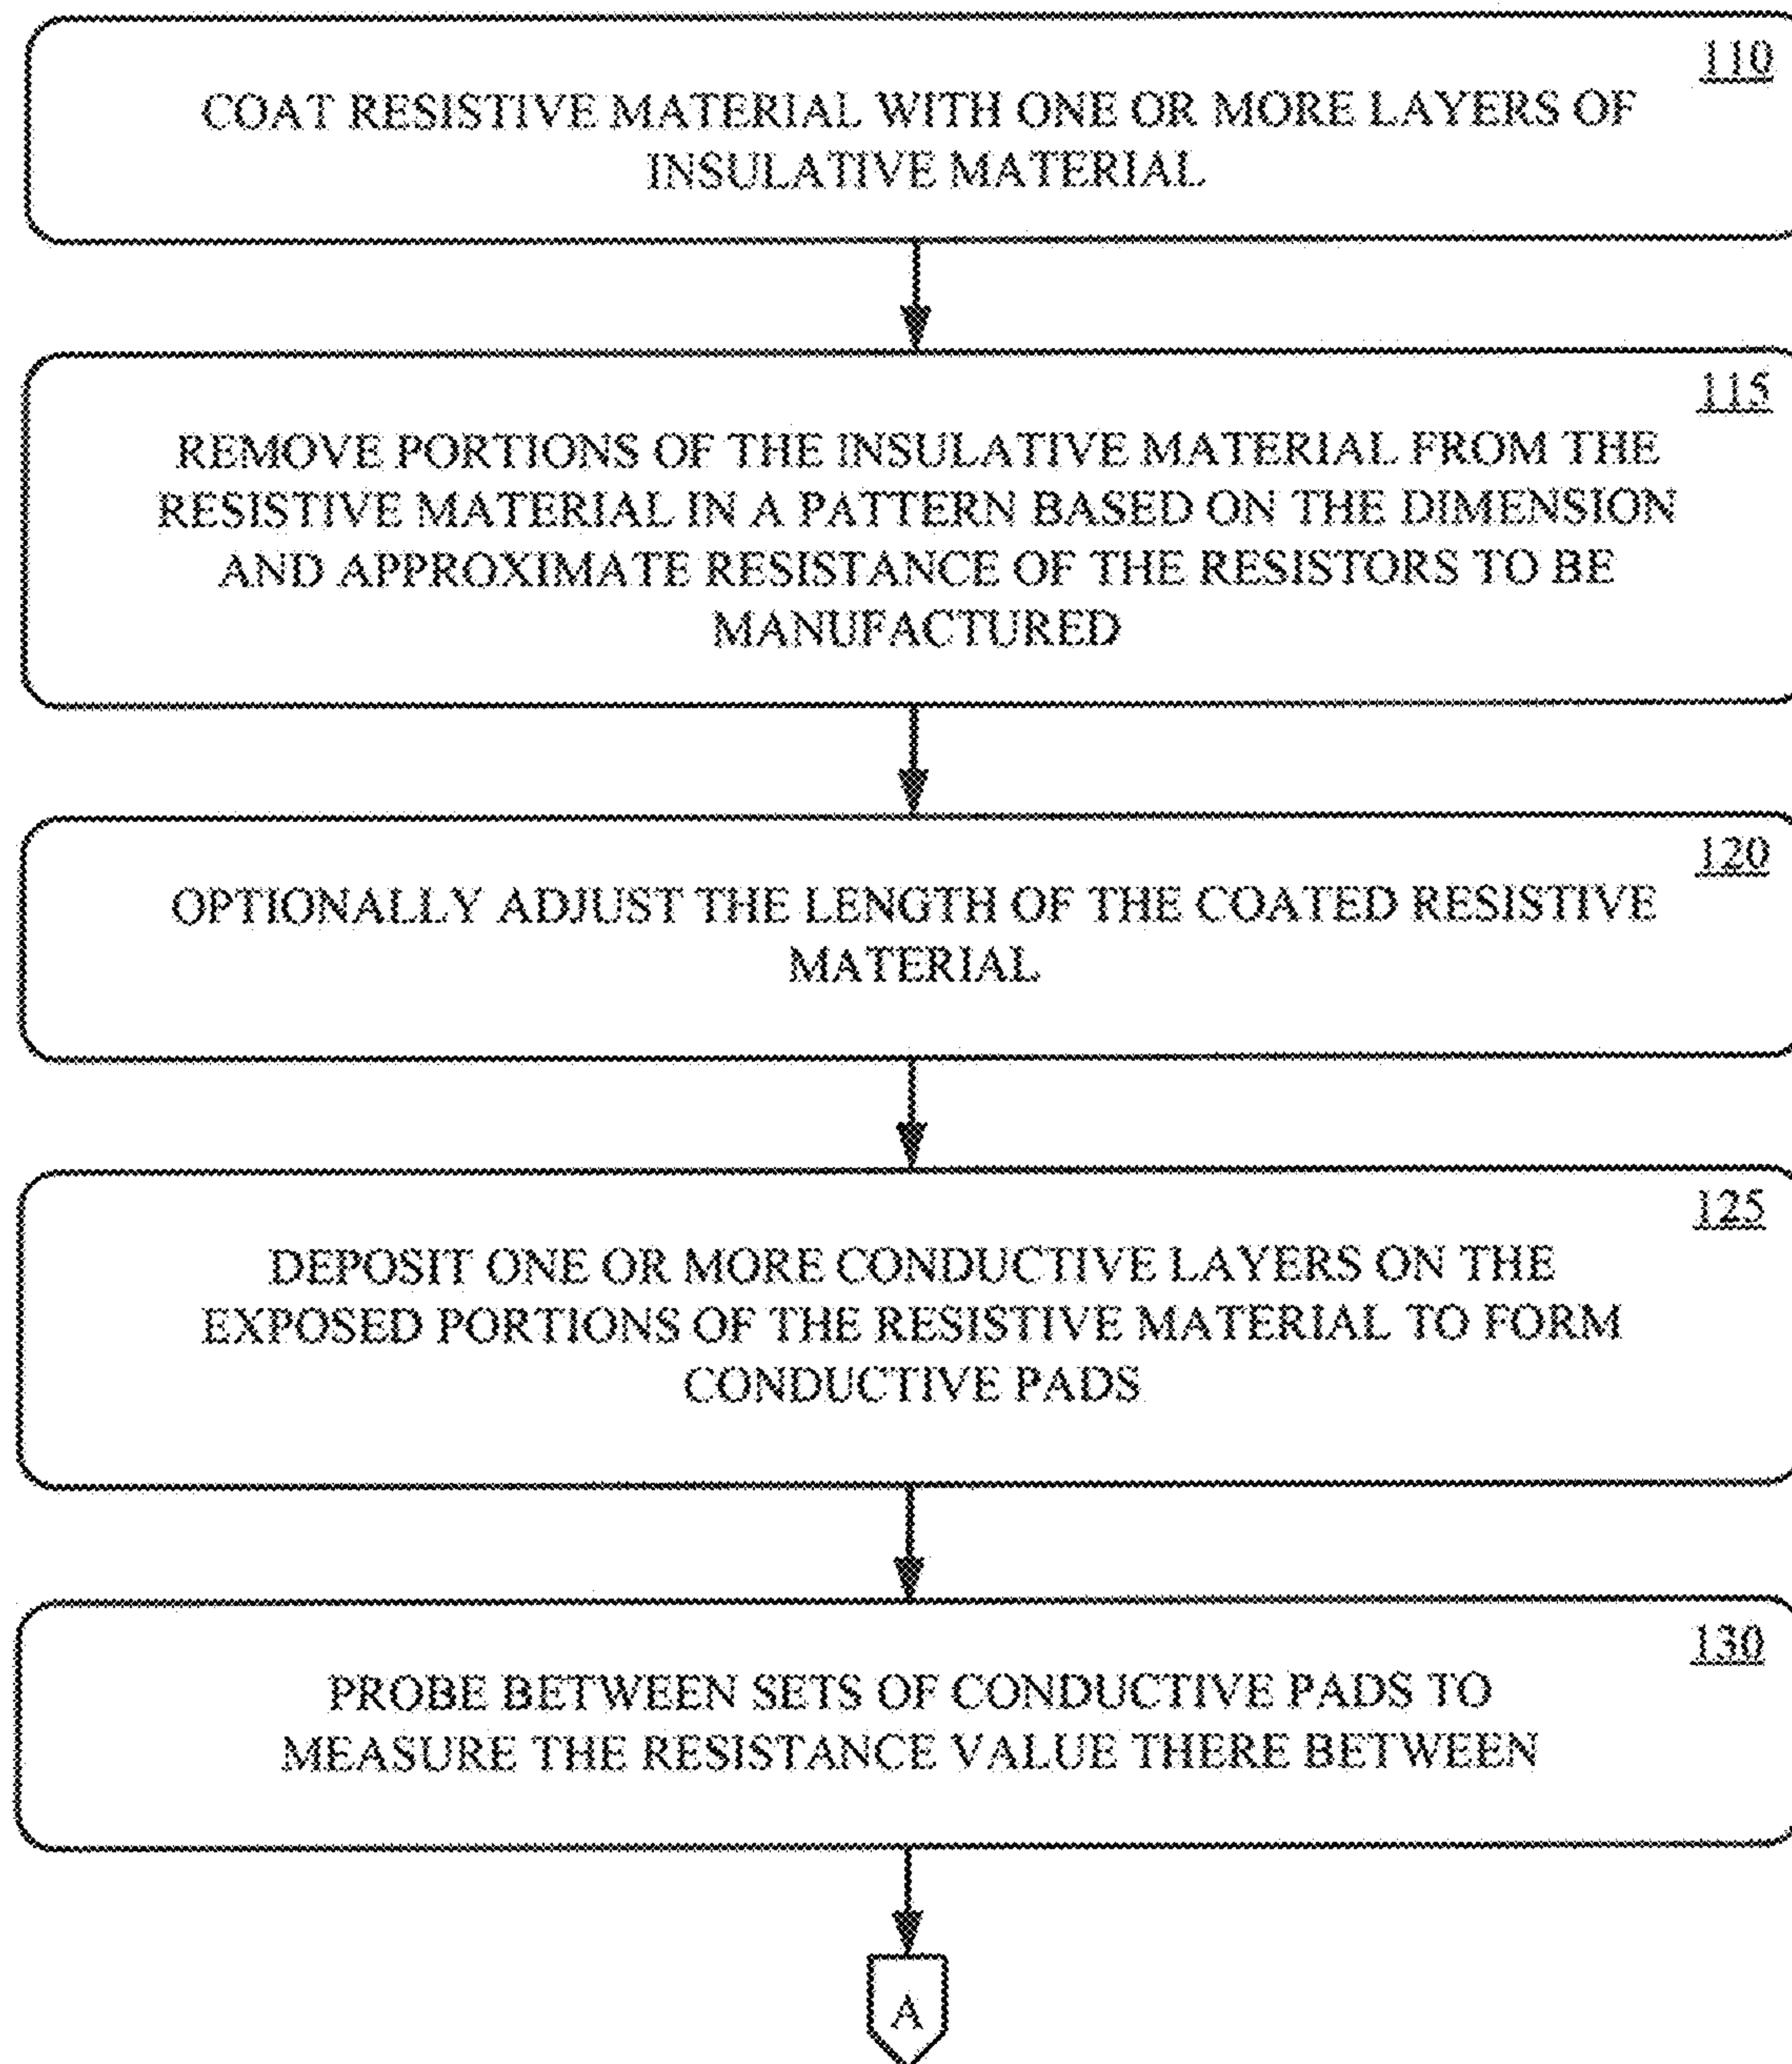 110
COAT RESISTIVE MATERIAL WITH ONE OR MORE LAYERS OF
INSULATIVE MATERIAL
115
REMOVE PORTIONS OF THE INSULATIVE MATERIAL FROM THE
RESISTIVE MATERIAL IN A PATTERN BASED ON THE DIMENSION
AND APPROXIMATE RESISTANCE OF THE RESISTORS TO BE
MANUFACTURED
120
OPTIONALLY ADJUST THE LENGTH OF THE COATED RESISTIVE
MATERIAL
125
DEPOSIT ONE OR MORE CONDUCTIVE LAYERS ON THE
EXPOSED PORTIONS OF THE RESISTIVE MATERIAL TO FORM
CONDUCTIVE PADS
130
PROBE BETWEEN SETS OF CONDUCTIVE PADS TO
MEASURE THE RESISTANCE VALUE THERE BETWEEN
A